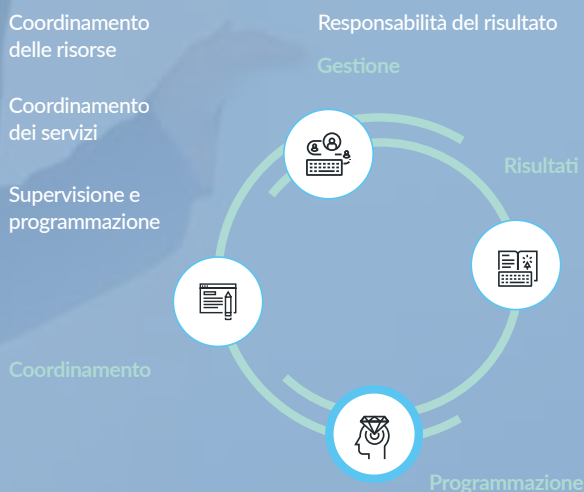 Coordinamento
delle risorse
Coordinamento
dei servizi
Supervisione e
programmazione
Responsabilità del risultato
Gestione
Risultati
Coordinamento
Programmazione